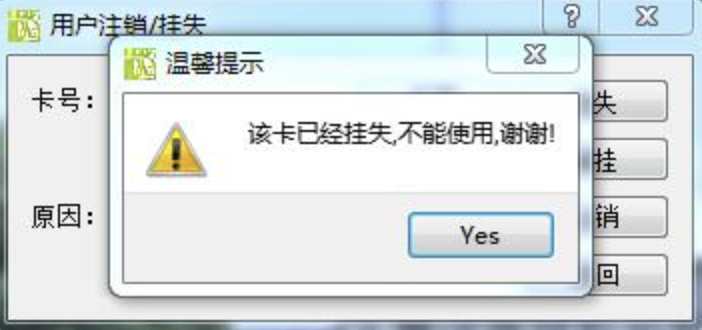 用户注销/挂失
温馨提示
卡号:
失
该卡已经挂失,不能使用,谢谢!
挂
原因:
销
Yes
回